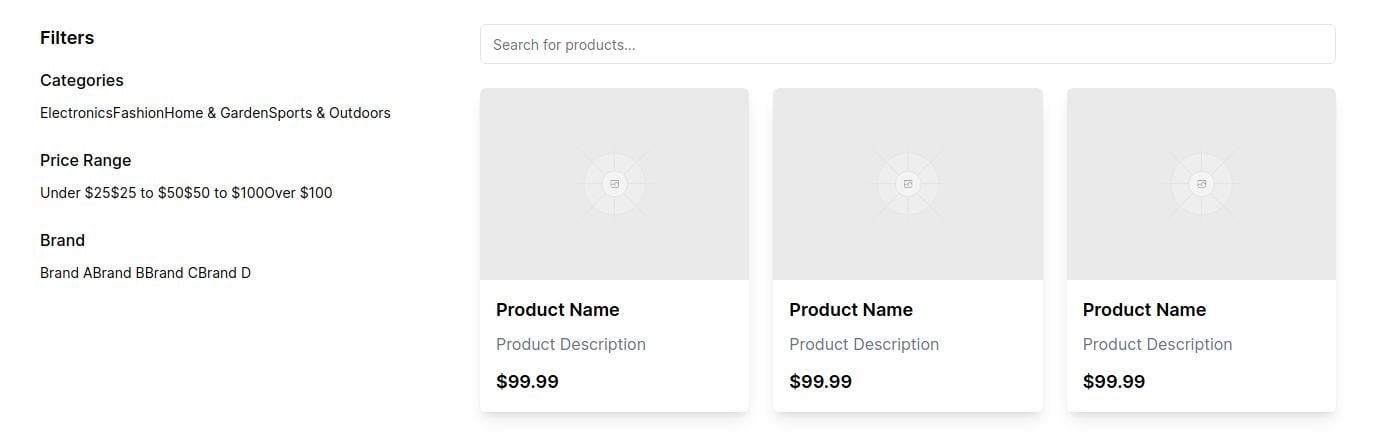 Filters
Categories
ElectronicsFashionHome & GardenSports & Outdoors
Price Range
Under $25$25 to $50$50 to $100Over $100
Brand
Brand ABrand BBrand CBrand D
Search for products...
Product Name
Product Description
$99.99
Product Name
Product Description
$99.99
Product Name
Product Description
$99.99